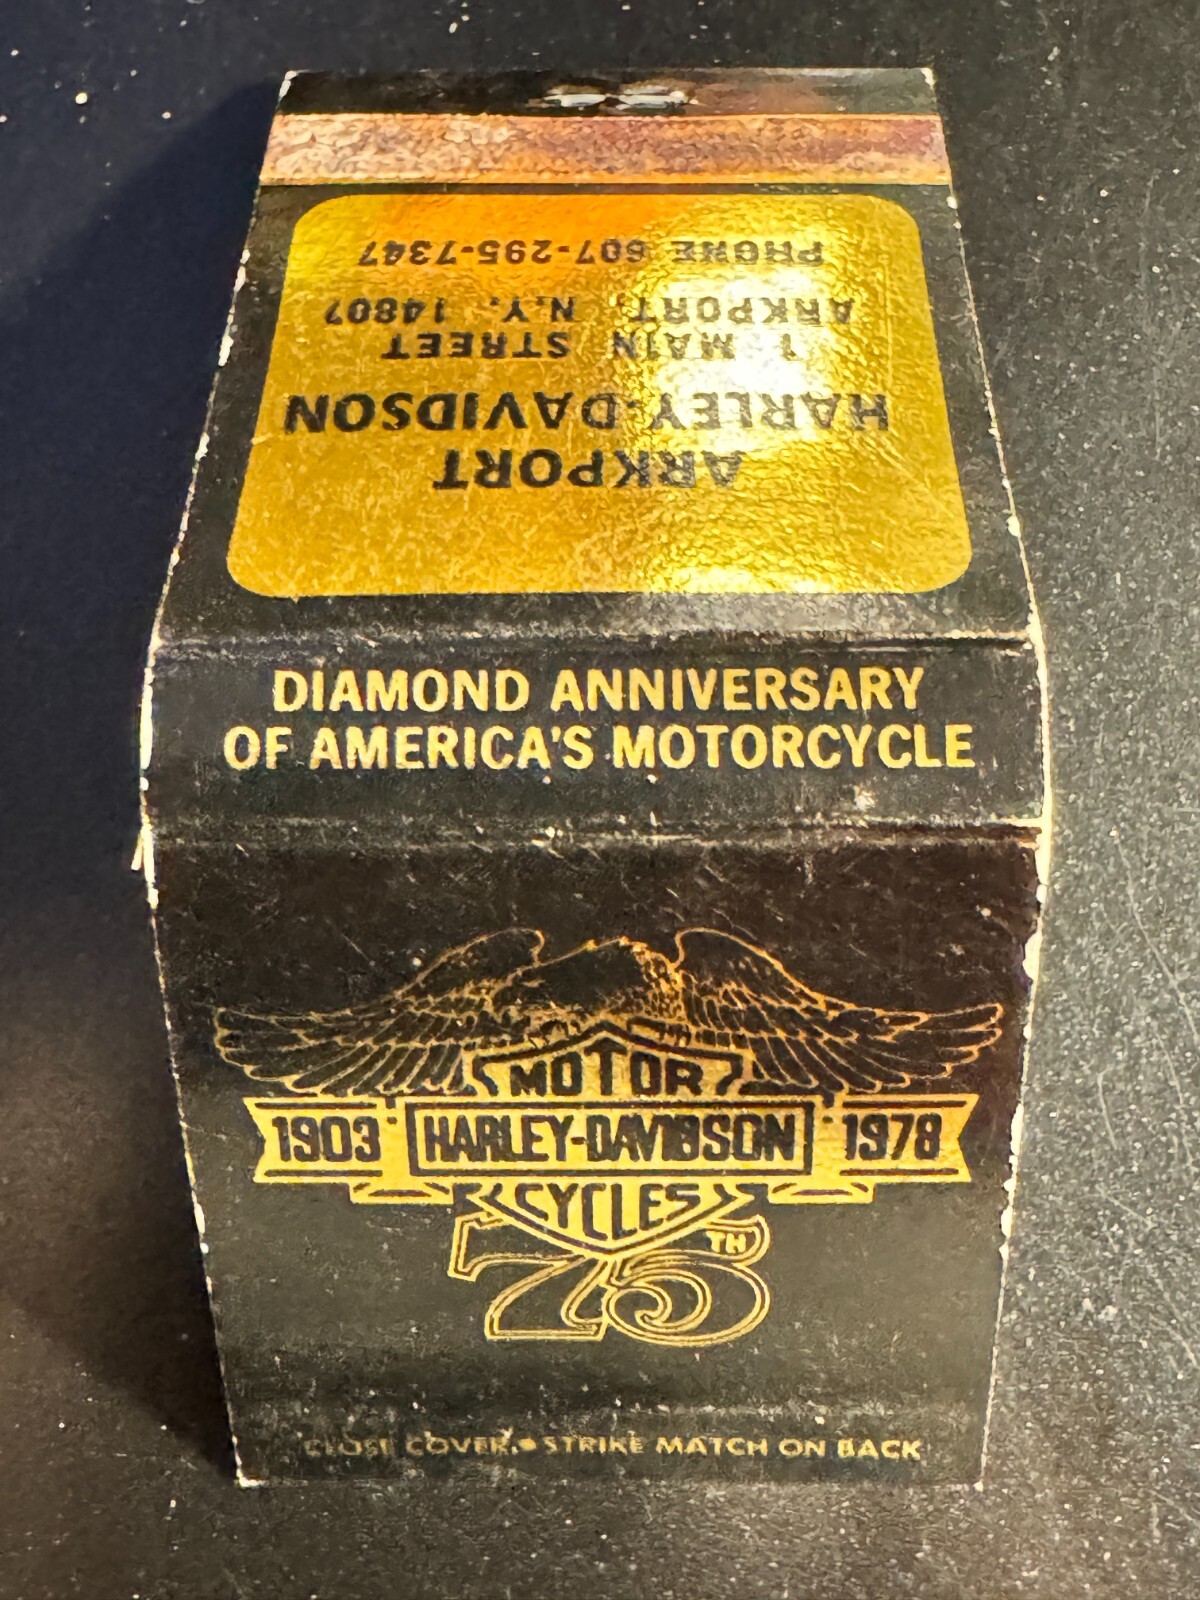 ARKPORT
HARLEY-DAVIDSON
1 MAIN STREET
ARKPORT, N.Y. 14807
PHONE 607-295-7347
DIAMOND ANNIVERSARY
OF AMERICA'S MOTORCYCLE
MOTOR
1903 HARLEY-DAVIDSON 1978
CYCLES
75TH
CLOSE COVER • STRIKE MATCH ON BACK